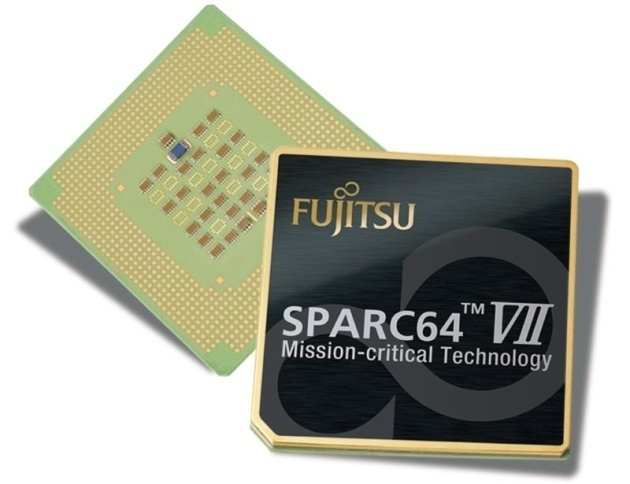 FUJITSU
SPARC64™ VII
Mission-critical Technology